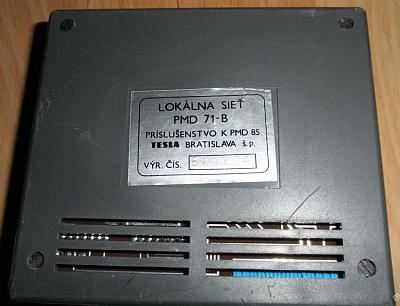 LOKÁLNA SIEŤ
PMD 71-B
PRÍSLUŠENSTVO K PMD 85
TESLA BRATISLAVA š.p.
VÝR. ČÍS.